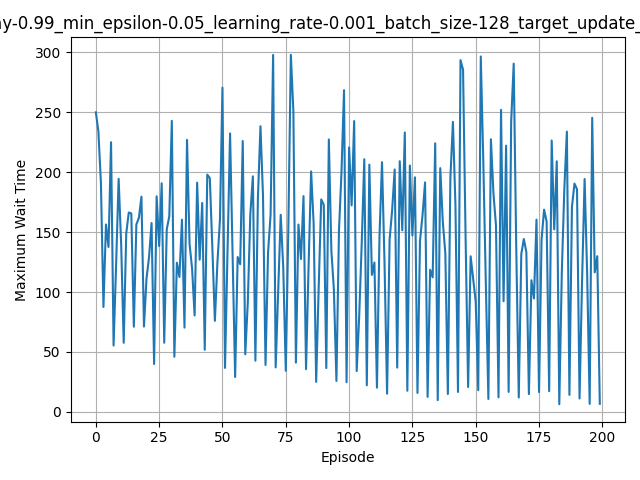 ay-0.99_min_epsilon-0.05_learning_rate-0.001_batch_size-128_target_update_
300
250
200
150
100
50
0
Maximum Wait Time
0 25 50 75 100 125 150 175 200
Episode